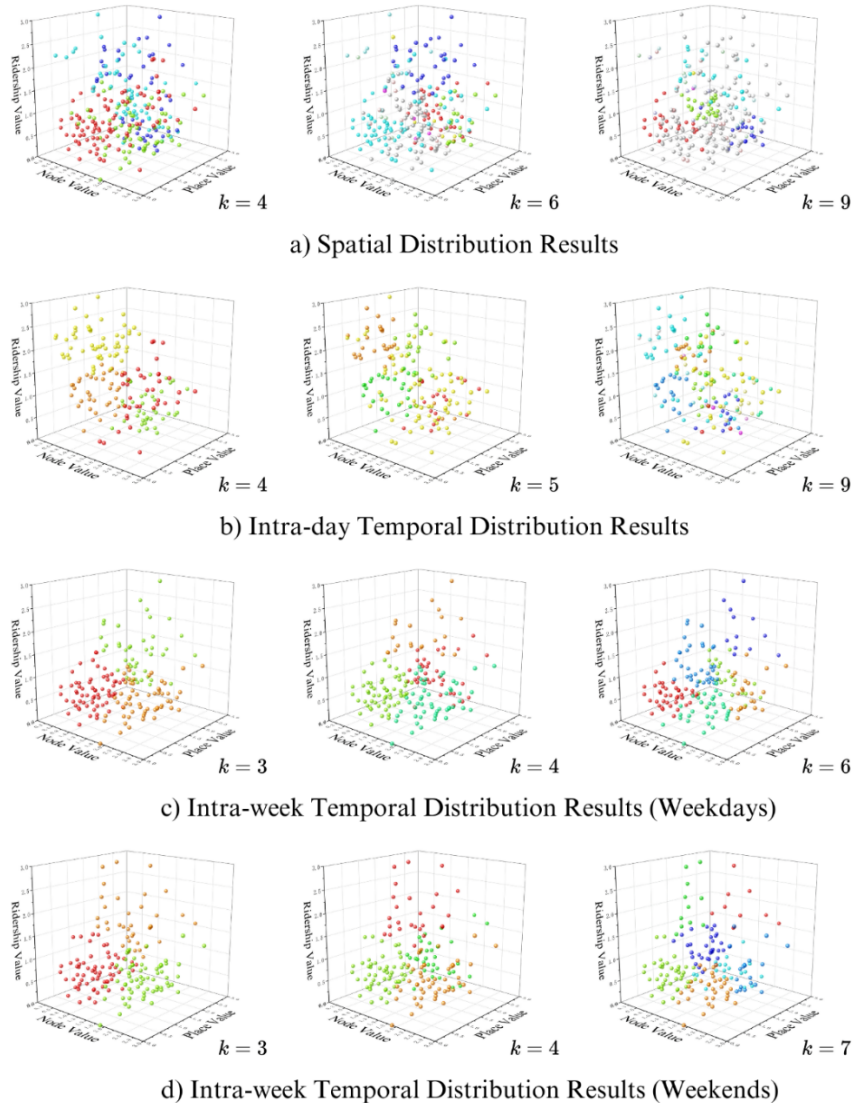 Ridership Value
Node Value
Place Value
k = 4
Ridership Value
Node Value
Place Value
k = 6
Ridership Value
Node Value
Place Value
k = 9
a) Spatial Distribution Results
Ridership Value
Node Value
Place Value
k = 4
Ridership Value
Node Value
Place Value
k = 5
Ridership Value
Node Value
Place Value
k = 9
b) Intra-day Temporal Distribution Results
Ridership Value
Node Value
Place Value
k = 3
Ridership Value
Node Value
Place Value
k = 4
Ridership Value
Node Value
Place Value
k = 6
c) Intra-week Temporal Distribution Results (Weekdays)
Ridership Value
Node Value
Place Value
k = 3
Ridership Value
Node Value
Place Value
k = 4
Ridership Value
Node Value
Place Value
k = 7
d) Intra-week Temporal Distribution Results (Weekends)